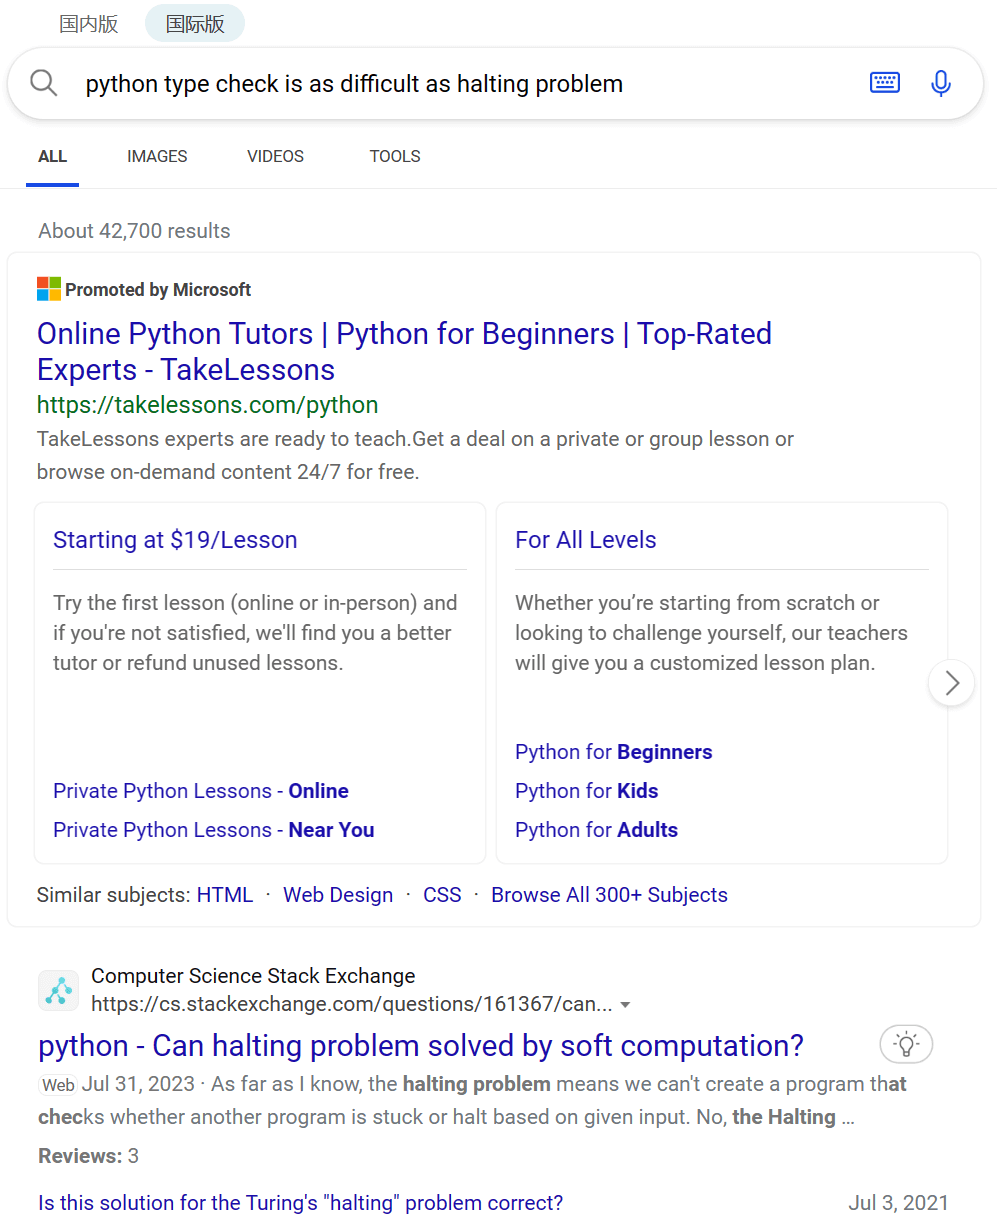 国内版 国际版
python type check is as difficult as halting problem
ALL IMAGES VIDEOS TOOLS
About 42,700 results
Promoted by Microsoft
Online Python Tutors | Python for Beginners | Top-Rated
Experts - TakeLessons
https://takelessons.com/python
TakeLessons experts are ready to teach.Get a deal on a private or group lesson or
browse on-demand content 24/7 for free.
Starting at $19/Lesson
Try the first lesson (online or in-person) and
if you're not satisfied, we'll find you a better
tutor or refund unused lessons.
Private Python Lessons - Online
Private Python Lessons - Near You
For All Levels
Whether you’re starting from scratch or
looking to challenge yourself, our teachers
will give you a customized lesson plan.
Python for Beginners
Python for Kids
Python for Adults
Similar subjects: HTML · Web Design · CSS · Browse All 300+ Subjects
Computer Science Stack Exchange
https://cs.stackexchange.com/questions/161367/can...
python - Can halting problem solved by soft computation?
Web Jul 31, 2023 · As far as I know, the halting problem means we can't create a program that
checks whether another program is stuck or halt based on given input. No, the Halting ...
Reviews: 3
Is this solution for the Turing's "halting" problem correct? Jul 3, 2021